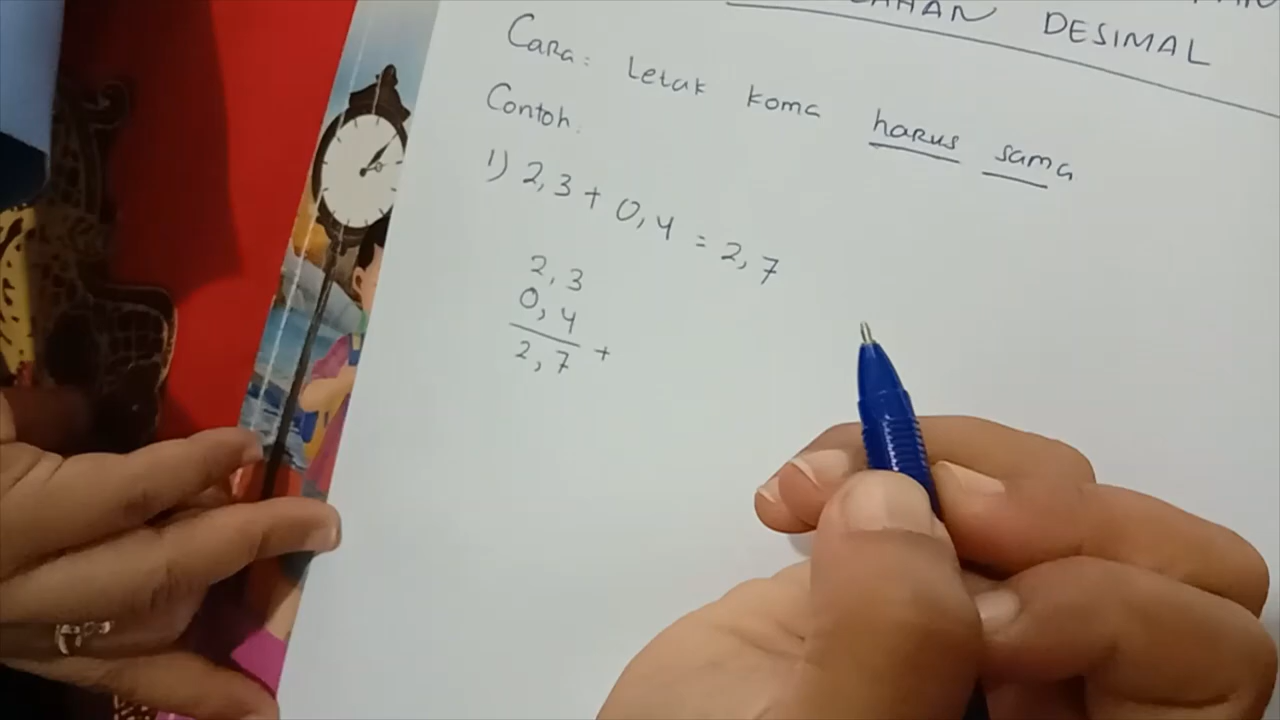 DESIMAL
Cara: Letak koma harus sama
Contoh:
1) 2,3 + 0,4 = 2,7
2,3
0,4
2,7 +